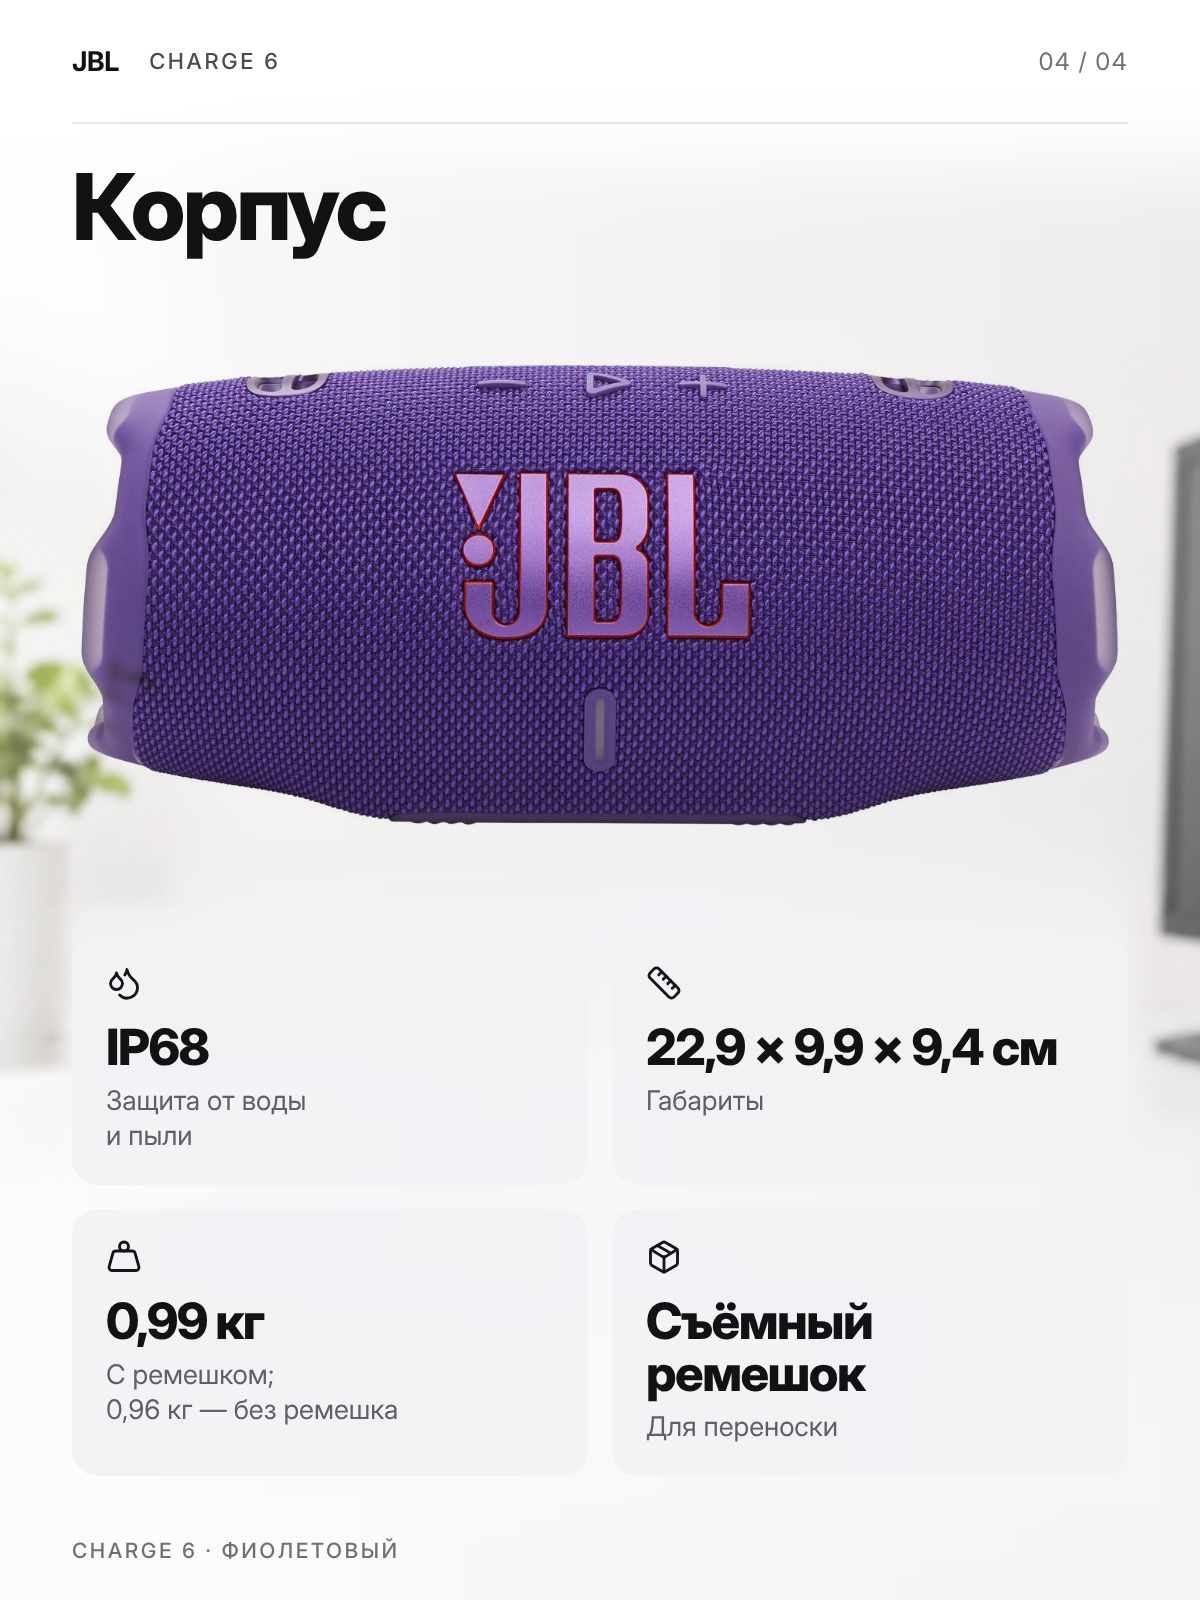 JBL CHARGE 6
04 / 04
Корпус
JBL
IP68
Защита от воды
и пыли
22,9 × 9,9 × 9,4 см
Габариты
0,99 кг
С ремешком;
0,96 кг — без ремешка
Съёмный
ремешок
Для переноски
CHARGE 6 · ФИОЛЕТОВЫЙ